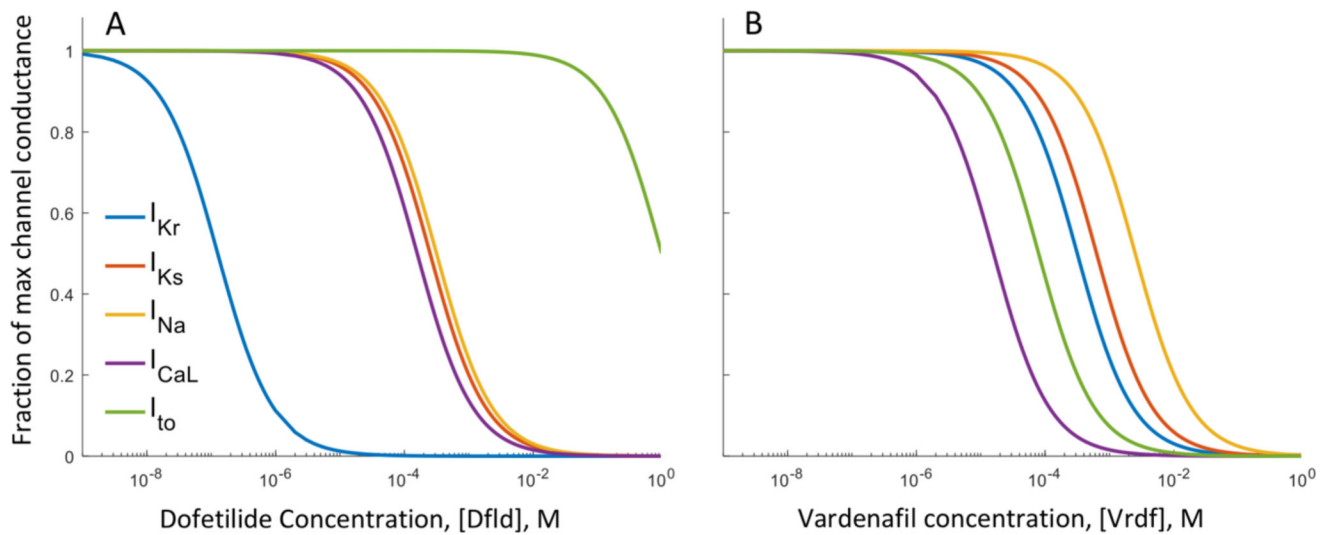 A
B
Fraction of max channel conductance
1
0.8
0.6
0.4
0.2
0
I_Kr
I_Ks
I_Na
I_CaL
I_to
10^-8
10^-6
10^-4
10^-2
10^0
Dofetilide Concentration, [Dfld], M
10^-8
10^-6
10^-4
10^-2
10^0
Vardenafil concentration, [Vrdf], M